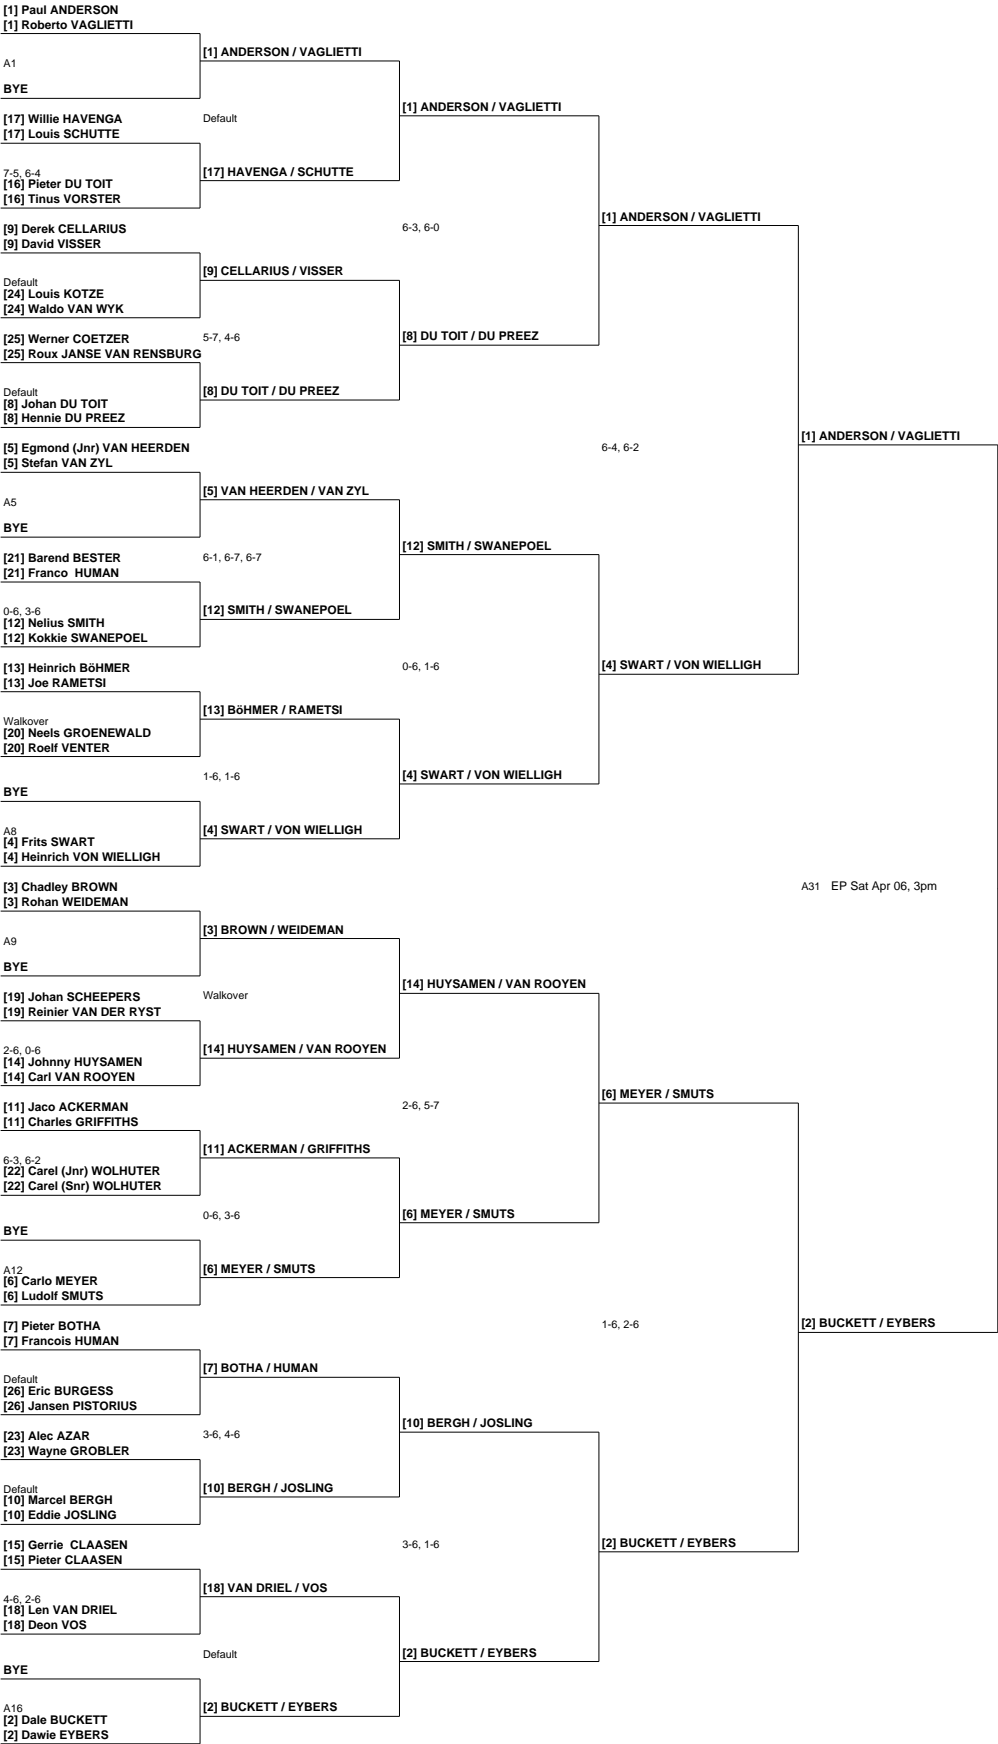 [1] Paul ANDERSON
[1] Roberto VAGLIETTI
[1] ANDERSON / VAGLIETTI
A1
BYE
[1] ANDERSON / VAGLIETTI
[17] Willie HAVENGA
Default
[17] Louis SCHUTTE
7-5, 6-4
[17] HAVENGA / SCHUTTE
[16] Pieter DU TOIT
[16] Tinus VORSTER
[1] ANDERSON / VAGLIETTI
[9] Derek CELLARIUS
6-3, 6-0
[9] David VISSER
[9] CELLARIUS / VISSER
Default
[24] Louis KOTZE
[24] Waldo VAN WYK
[25] Werner COETZER
5-7, 4-6
[8] DU TOIT / DU PREEZ
[25] Roux JANSE VAN RENSBURG
Default
[8] DU TOIT / DU PREEZ
[8] Johan DU TOIT
[8] Hennie DU PREEZ
[1] ANDERSON / VAGLIETTI
[5] Egmond (Jnr) VAN HEERDEN
6-4, 6-2
[5] Stefan VAN ZYL
[5] VAN HEERDEN / VAN ZYL
A5
BYE
[12] SMITH / SWANEPOEL
[21] Barend BESTER
6-1, 6-7, 6-7
[21] Franco  HUMAN
0-6, 3-6
[12] SMITH / SWANEPOEL
[12] Nelius SMITH
[12] Kokkie SWANEPOEL
[13] Heinrich BöHMER
0-6, 1-6
[4] SWART / VON WIELLIGH
[13] Joe RAMETSI
[13] BöHMER / RAMETSI
Walkover
[20] Neels GROENEWALD
[20] Roelf VENTER
1-6, 1-6
[4] SWART / VON WIELLIGH
BYE
A8
[4] SWART / VON WIELLIGH
[4] Frits SWART
[4] Heinrich VON WIELLIGH
[3] Chadley BROWN
A31 EP Sat Apr 06, 3pm
[3] Rohan WEIDEMAN
[3] BROWN / WEIDEMAN
A9
BYE
[14] HUYSAMEN / VAN ROOYEN
[19] Johan SCHEEPERS
Walkover
[19] Reinier VAN DER RYST
2-6, 0-6
[14] HUYSAMEN / VAN ROOYEN
[14] Johnny HUYSAMEN
[14] Carl VAN ROOYEN
[6] MEYER / SMUTS
[11] Jaco ACKERMAN
2-6, 5-7
[11] Charles GRIFFITHS
[11] ACKERMAN / GRIFFITHS
6-3, 6-2
[22] Carel (Jnr) WOLHUTER
[22] Carel (Snr) WOLHUTER
0-6, 3-6
[6] MEYER / SMUTS
BYE
A12
[6] MEYER / SMUTS
[6] Carlo MEYER
[6] Ludolf SMUTS
[7] Pieter BOTHA
1-6, 2-6
[2] BUCKETT / EYBERS
[7] Francois HUMAN
[7] BOTHA / HUMAN
Default
[26] Eric BURGESS
[26] Jansen PISTORIUS
[10] BERGH / JOSLING
[23] Alec AZAR
3-6, 4-6
[23] Wayne GROBLER
Default
[10] BERGH / JOSLING
[10] Marcel BERGH
[10] Eddie JOSLING
[15] Gerrie  CLAASEN
3-6, 1-6
[2] BUCKETT / EYBERS
[15] Pieter CLAASEN
[18] VAN DRIEL / VOS
4-6, 2-6
[18] Len VAN DRIEL
[18] Deon VOS
Default
[2] BUCKETT / EYBERS
BYE
A16
[2] BUCKETT / EYBERS
[2] Dale BUCKETT
[2] Dawie EYBERS